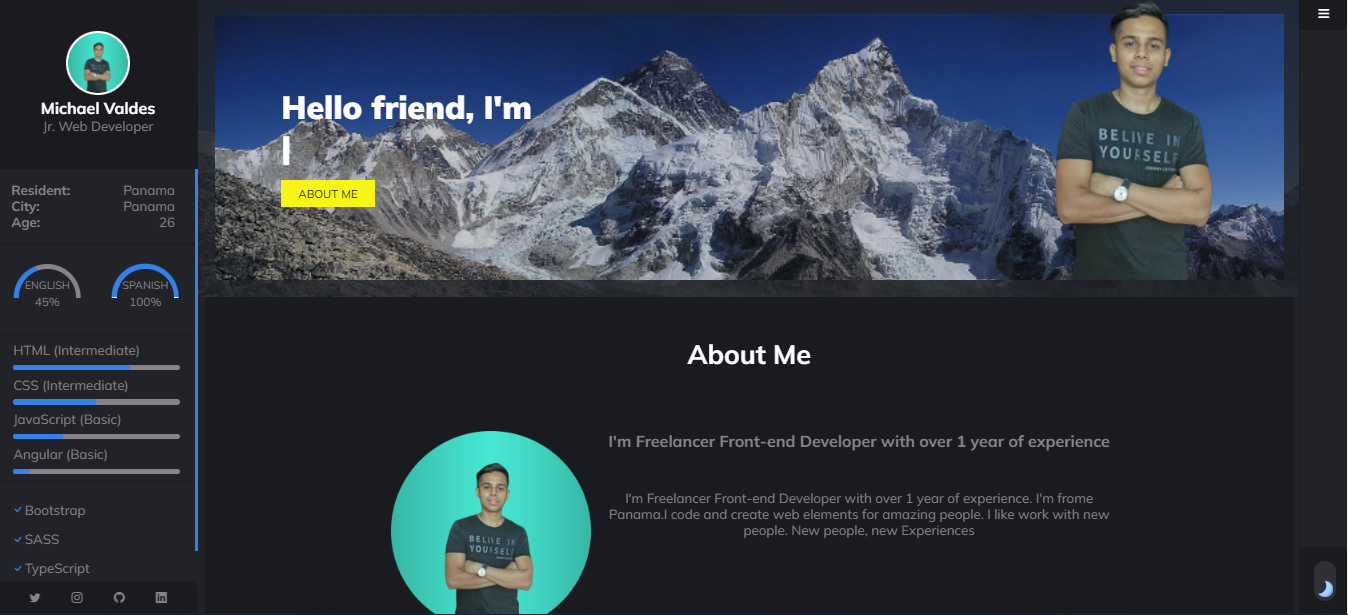 Michael Valdes
Jr. Web Developer
Resident: Panama
City: Panama
Age: 26
ENGLISH
45%
SPANISH
100%
HTML (Intermediate)
CSS (Intermediate)
JavaScript (Basic)
Angular (Basic)
Bootstrap
SASS
TypeScript
Hello friend, I'm
I
ABOUT ME
BELIVE IN
YOURSELF
About Me
I'm Freelancer Front-end Developer with over 1 year of experience
I'm Freelancer Front-end Developer with over 1 year of experience. I'm frome
Panama.I code and create web elements for amazing people. I like work with new
people. New people, new Experiences
BELIVE IN
YOURSELF